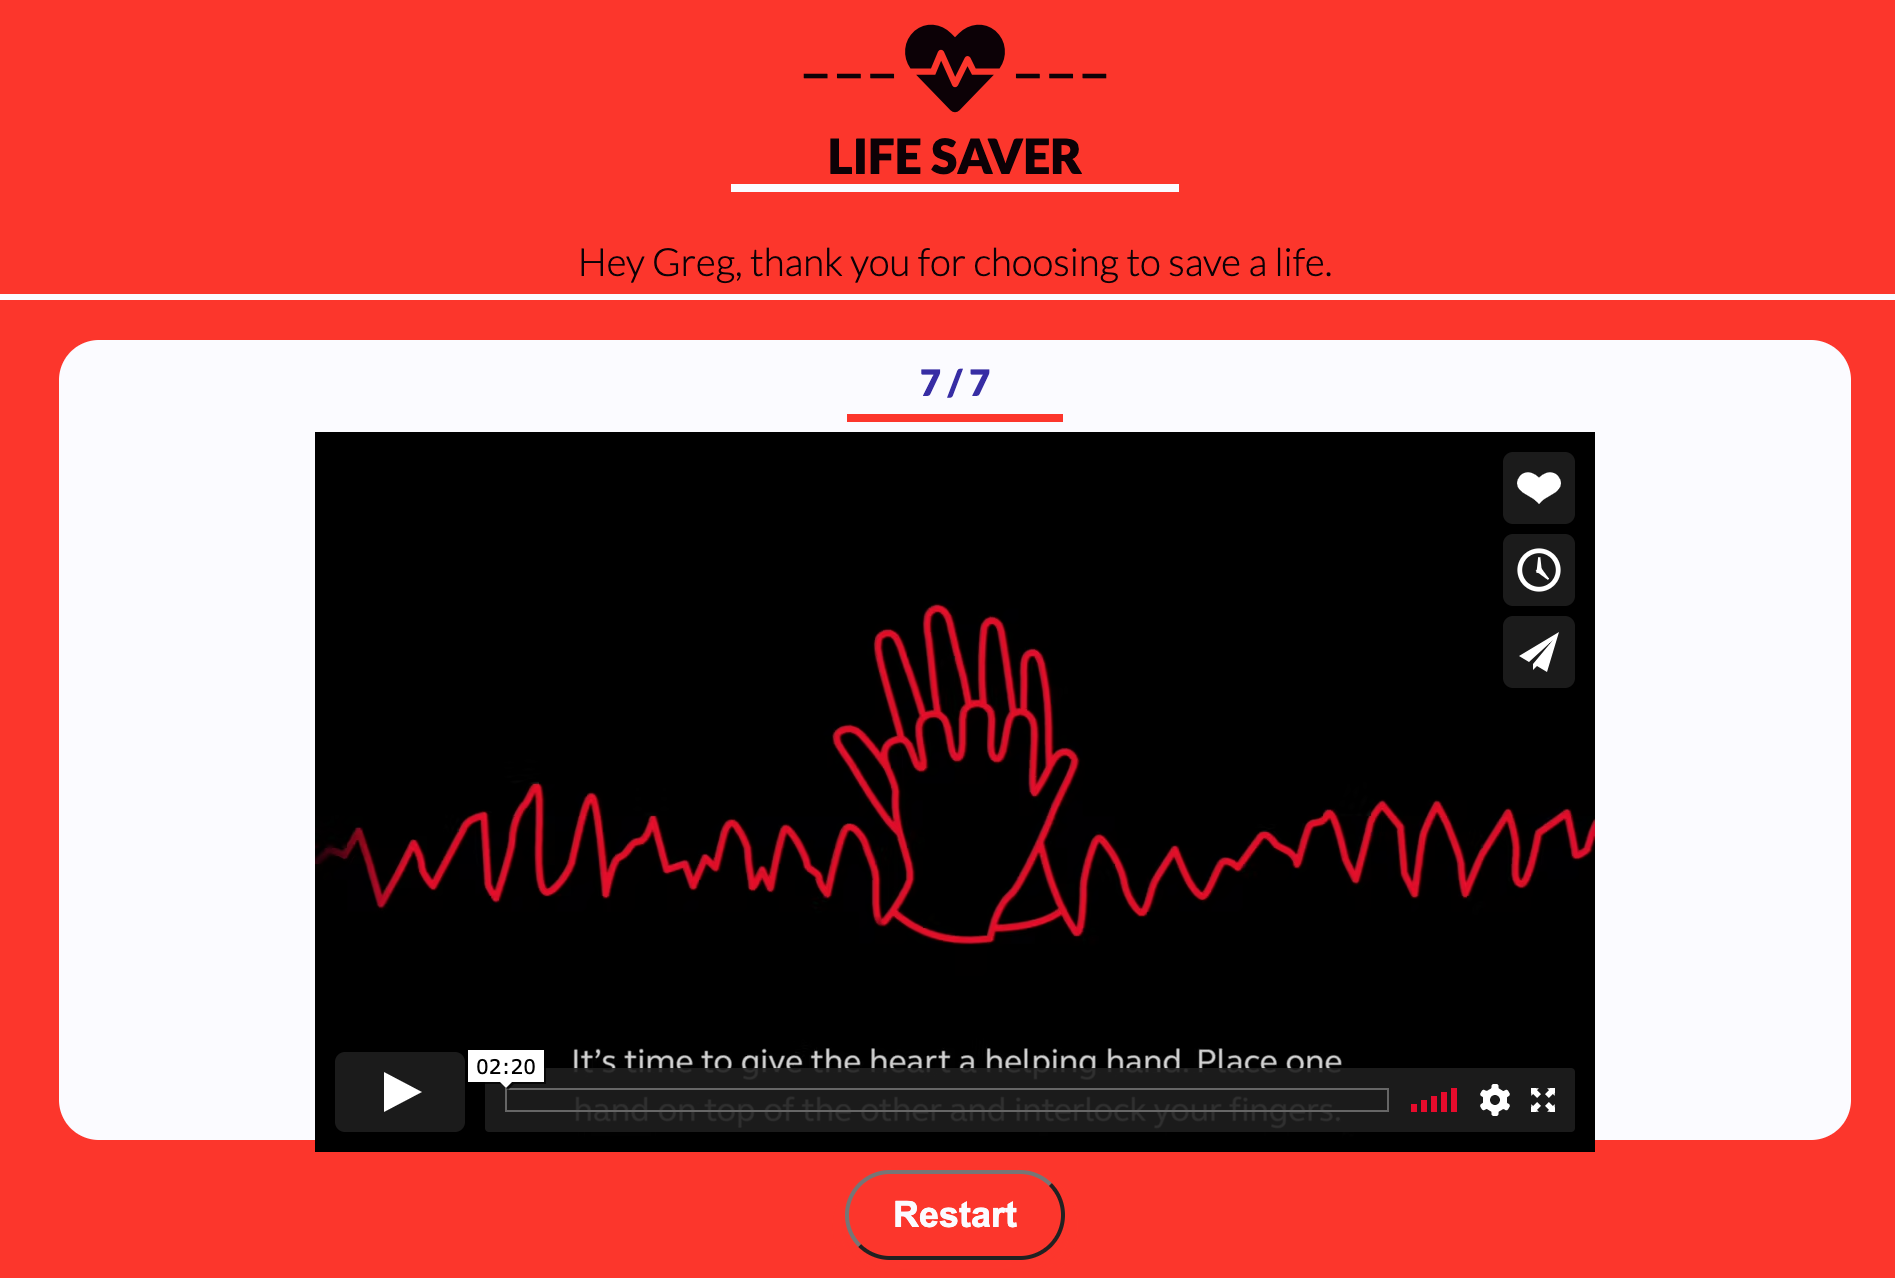 LIFE SAVER
Hey Greg, thank you for choosing to save a life.
7 / 7
It's time to give the heart a helping hand. Place one
hand on top of the other and interlock your fingers.
02:20
Restart